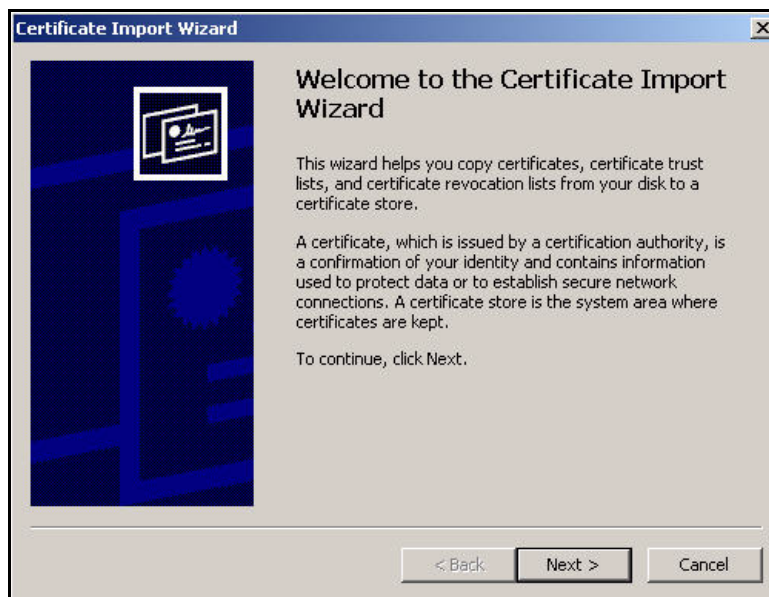 Certificate Import Wizard
Welcome to the Certificate Import
Wizard
This wizard helps you copy certificates, certificate trust
lists, and certificate revocation lists from your disk to a
certificate store.
A certificate, which is issued by a certification authority, is
a confirmation of your identity and contains information
used to protect data or to establish secure network
connections. A certificate store is the system area where
certificates are kept.
To continue, click Next.
< Back
Next >
Cancel